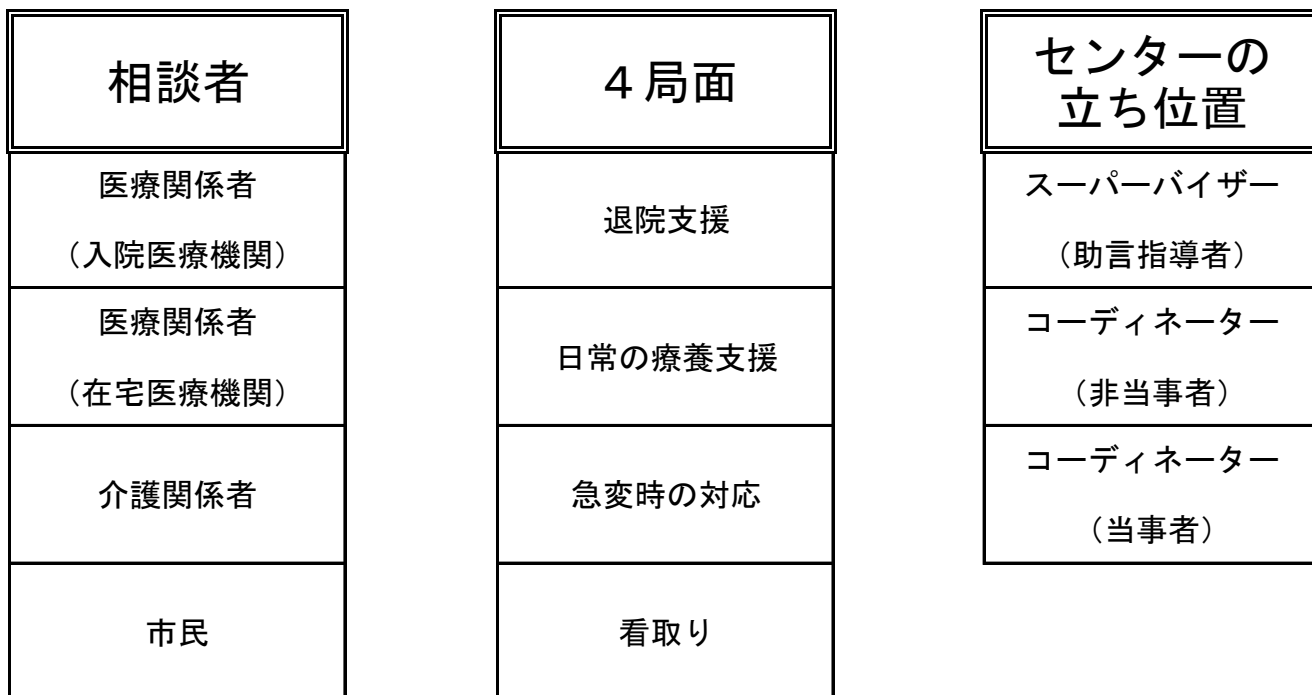 相談者
医療関係者
（入院医療機関）
医療関係者
（在宅医療機関）
介護関係者
市民
４局面
退院支援
日常の療養支援
急変時の対応
看取り
センターの
立ち位置
スーパーバイザー
（助言指導者）
コーディネーター
（非当事者）
コーディネーター
（当事者）